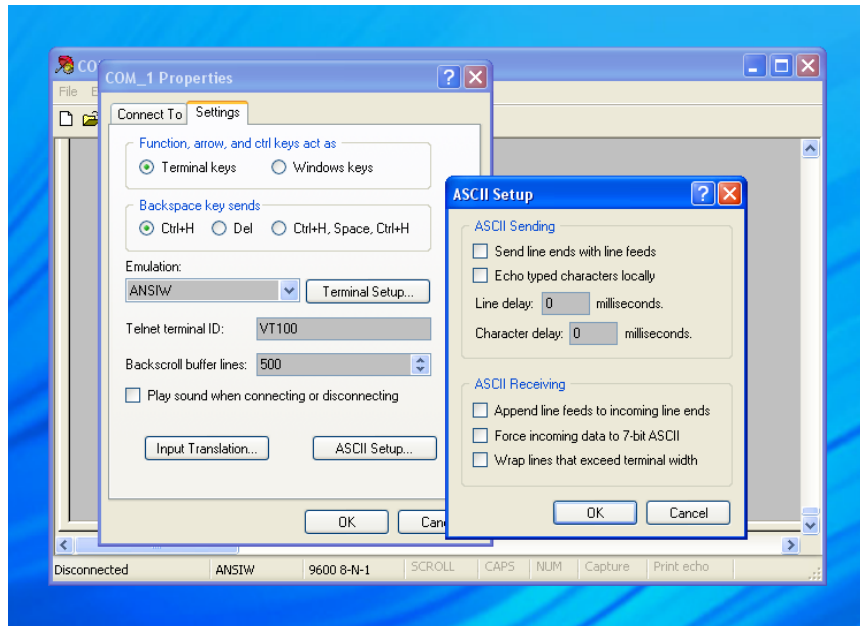 CO
COM_1 Properties
File E
Connect To Settings
Function, arrow, and ctrl keys act as
Terminal keys Windows keys
Backspace key sends
Ctrl+H Del Ctrl+H, Space, Ctrl+H
Emulation:
ANSIW Terminal Setup...
Telnet terminal ID: VT100
Backscroll buffer lines: 500
Play sound when connecting or disconnecting
Input Translation... ASCII Setup...
OK Can
ASCII Setup
ASCII Sending
Send line ends with line feeds
Echo typed characters locally
Line delay: 0 milliseconds.
Character delay: 0 milliseconds.
ASCII Receiving
Append line feeds to incoming line ends
Force incoming data to 7-bit ASCII
Wrap lines that exceed terminal width
OK Cancel
Disconnected ANSIW 9600 8-N-1 SCROLL CAPS NUM Capture Print echo